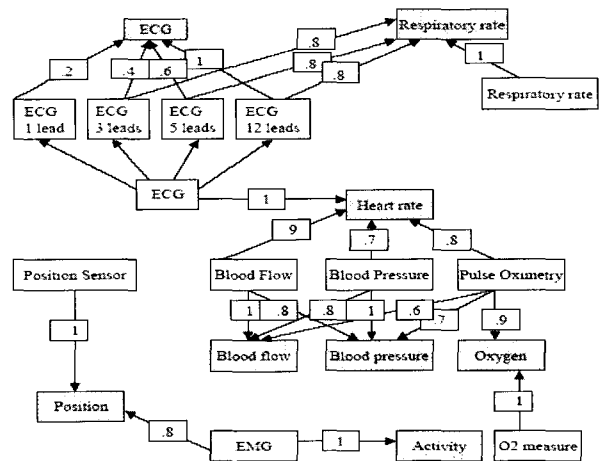 ECG
Respiratory rate
.8
.2
.4
.6
1
.8
.8
1
Respiratory rate
ECG
1 lead
ECG
3 leads
ECG
5 leads
ECG
12 leads
ECG
1
Heart rate
.9
.7
.8
Position Sensor
Blood Flow
Blood Pressure
Pulse Oximetry
1
1
.8
.8
1
.6
.7
.9
Blood flow
Blood pressure
Oxygen
Position
1
.8
EMG
1
Activity
O2 measure